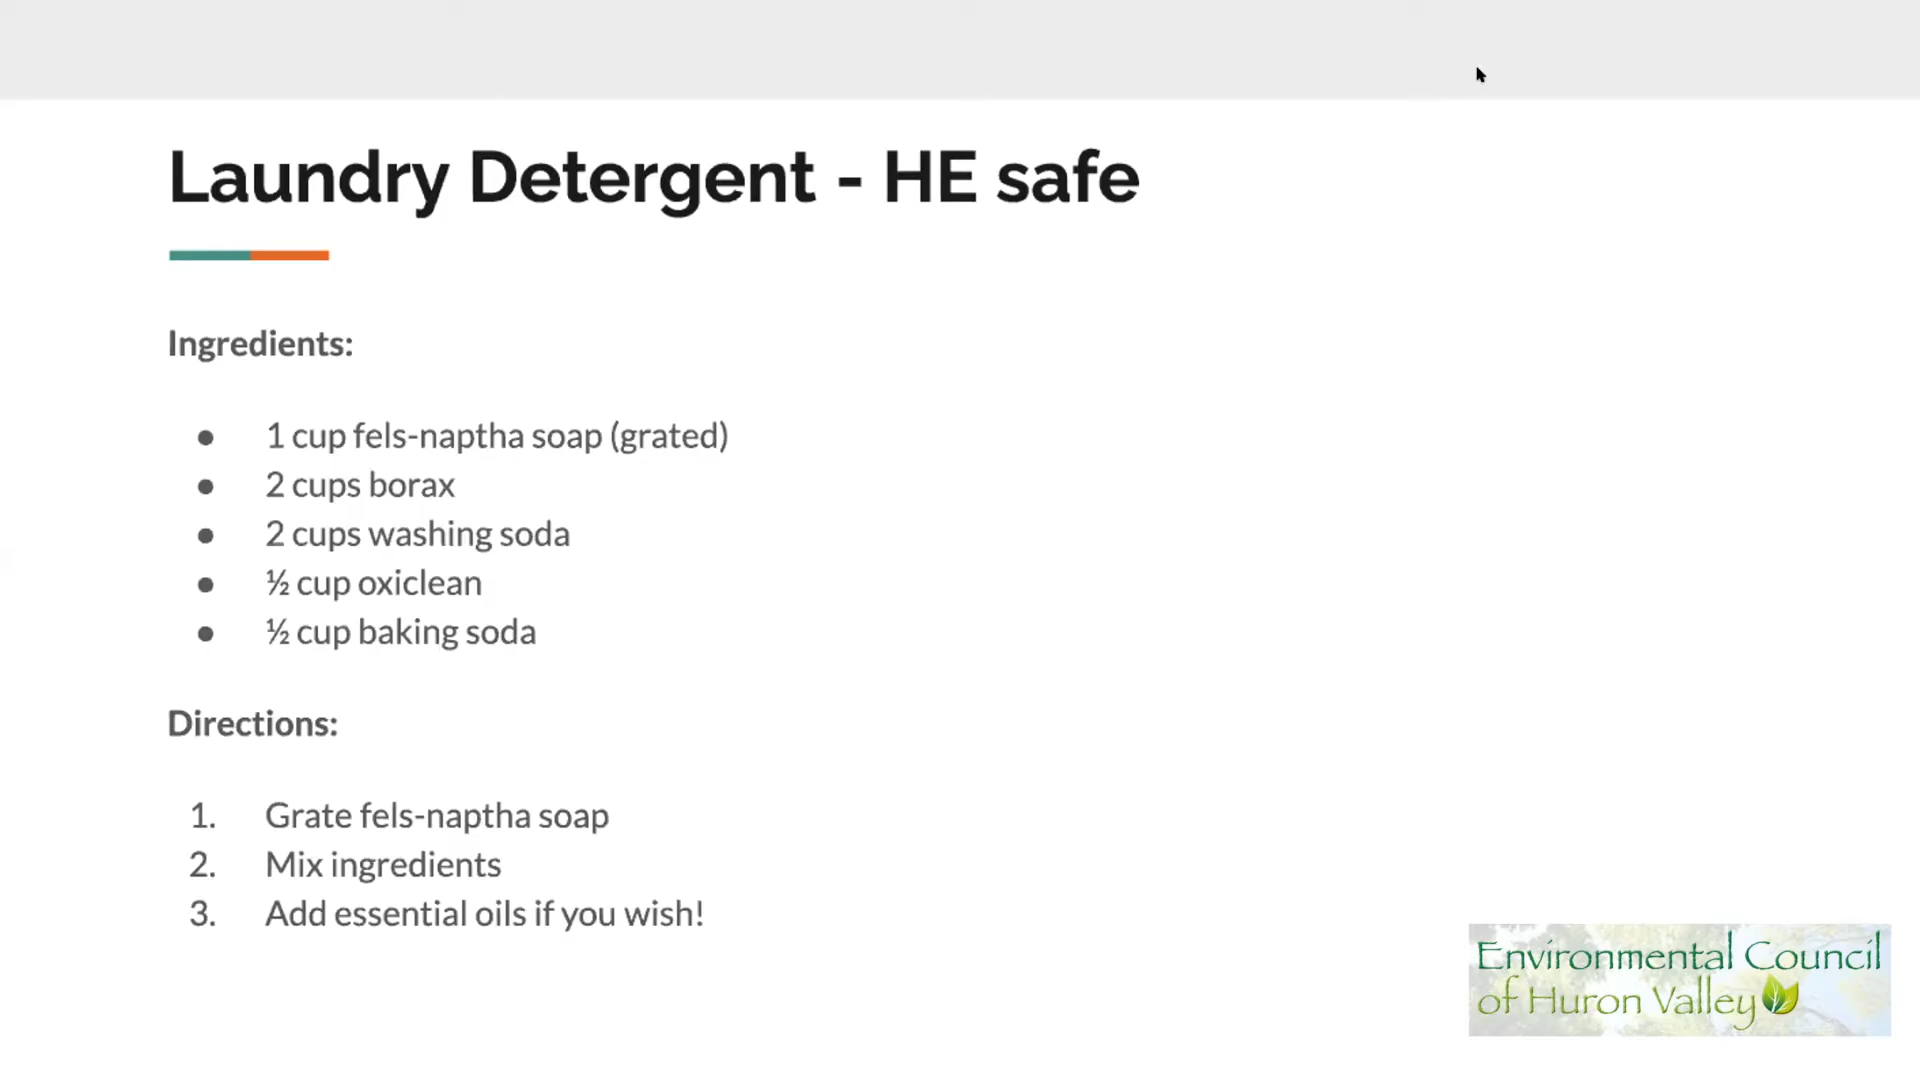 Laundry Detergent - HE safe
Ingredients:
● 1 cup fels-naptha soap (grated)
● 2 cups borax
● 2 cups washing soda
● ½ cup oxiclean
● ½ cup baking soda
Directions:
1. Grate fels-naptha soap
2. Mix ingredients
3. Add essential oils if you wish!
Environmental Council
of Huron Valley